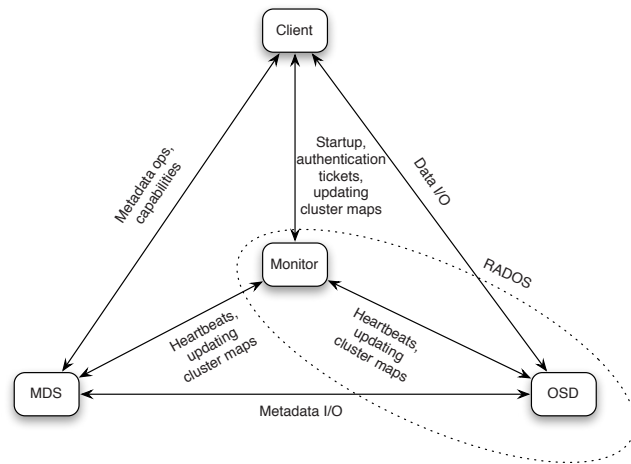 Client
Metadata ops,
capabilities
Startup,
authentication
tickets,
updating
cluster maps
Data I/O
Monitor
RADOS
Heartbeats,
updating
cluster maps
Heartbeats,
updating
cluster maps
MDS
OSD
Metadata I/O